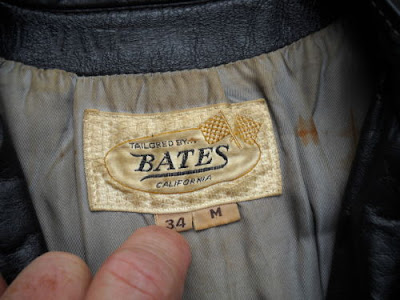 TAILORED BY...
BATES
CALIFORNIA
34 M